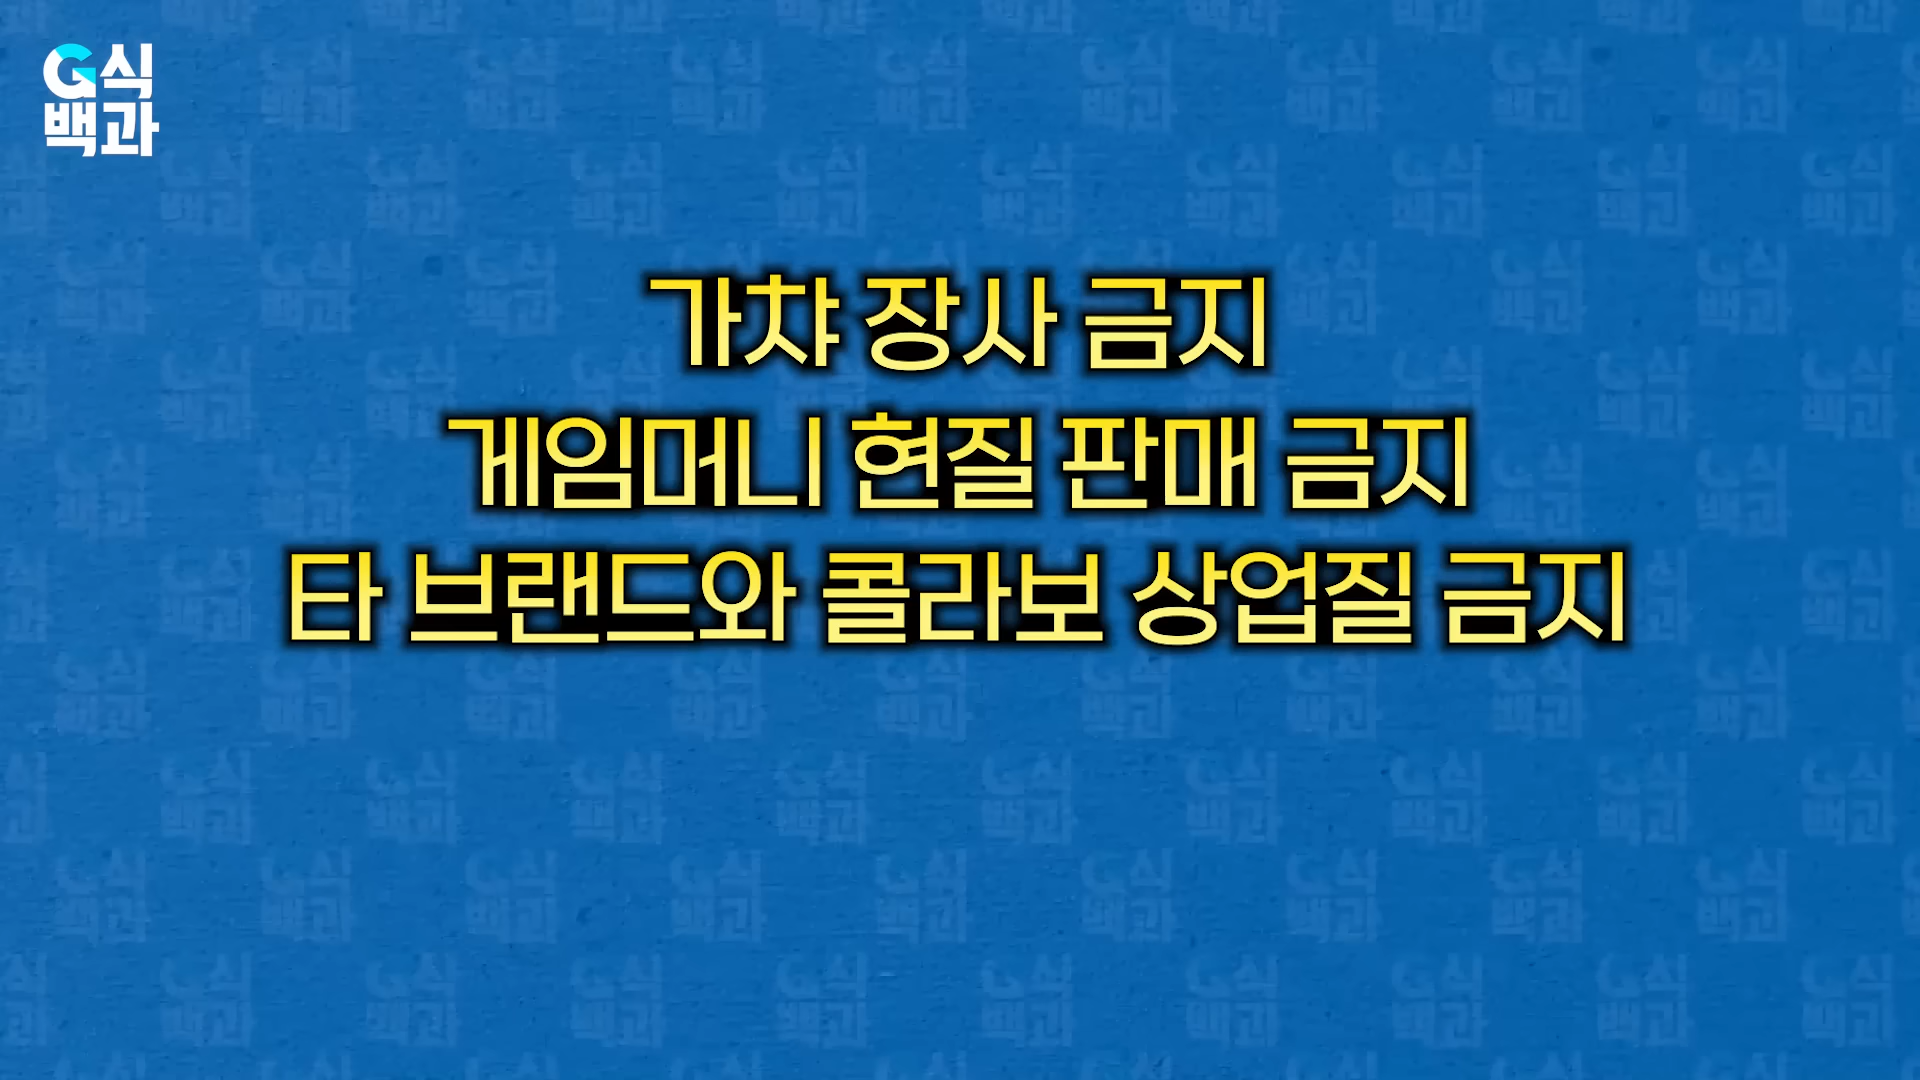 G식
백과
가챠 장사 금지
게임머니 현질 판매 금지
타 브랜드와 콜라보 상업질 금지